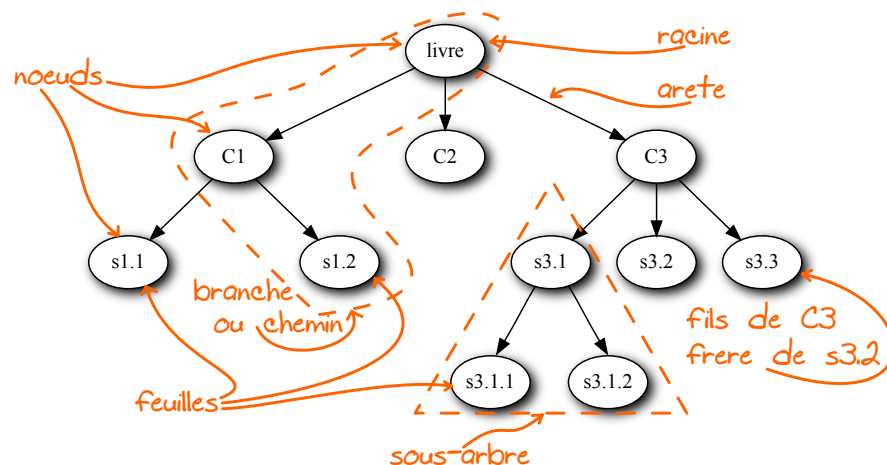 livre
racine
noeuds
arete
C1
C2
C3
s1.1
s1.2
s3.1
s3.2
s3.3
branche
ou chemin
fils de C3
frere de s3.2
s3.1.1
s3.1.2
feuilles
sous-arbre